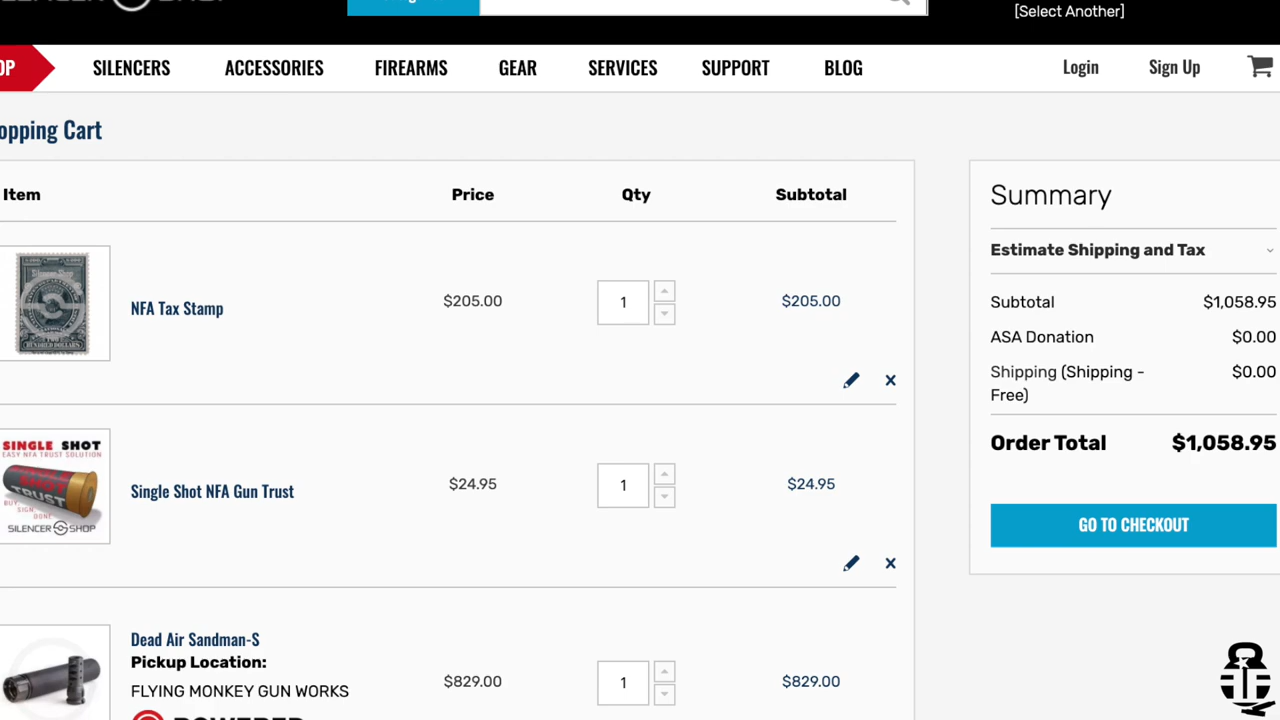 [Select Another]
OP
SILENCERS
ACCESSORIES
FIREARMS
GEAR
SERVICES
SUPPORT
BLOG
Login
Sign Up
opping Cart
Item
Price
Qty
Subtotal
NFA Tax Stamp
$205.00
1
$205.00
SINGLE SHOT
EASY NFA TRUST SOLUTION
BUY.
SIGN.
DONE
SILENCER SHOP
Single Shot NFA Gun Trust
$24.95
1
$24.95
Dead Air Sandman-S
Pickup Location:
FLYING MONKEY GUN WORKS
$829.00
1
$829.00
Summary
Estimate Shipping and Tax
Subtotal
$1,058.95
ASA Donation
$0.00
Shipping (Shipping -
Free)
$0.00
Order Total
$1,058.95
GO TO CHECKOUT